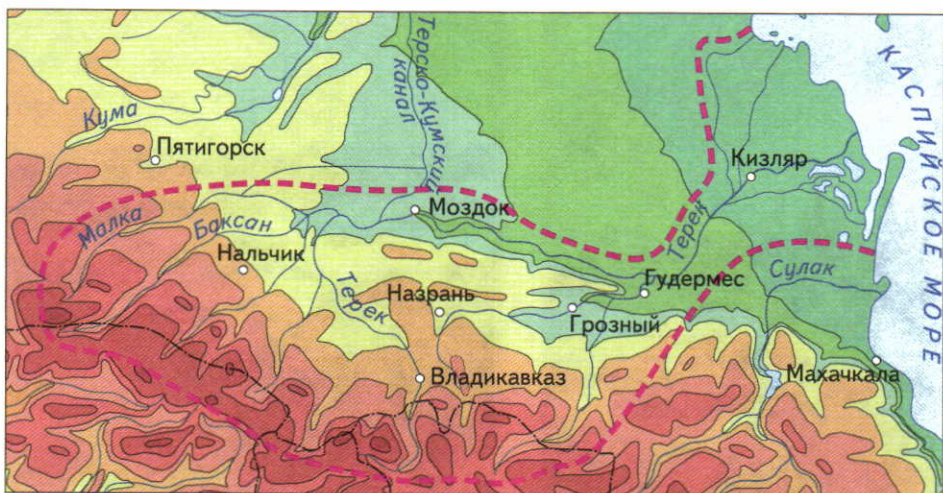 Терско-Кумский
канал
КАСПИЙСКОЕ МОРЕ
Кума
Пятигорск
Кизляр
Малка
Баксан
Моздок
Терек
Нальчик
Гудермес
Сулак
Терек
Назрань
Грозный
Владикавказ
Махачкала